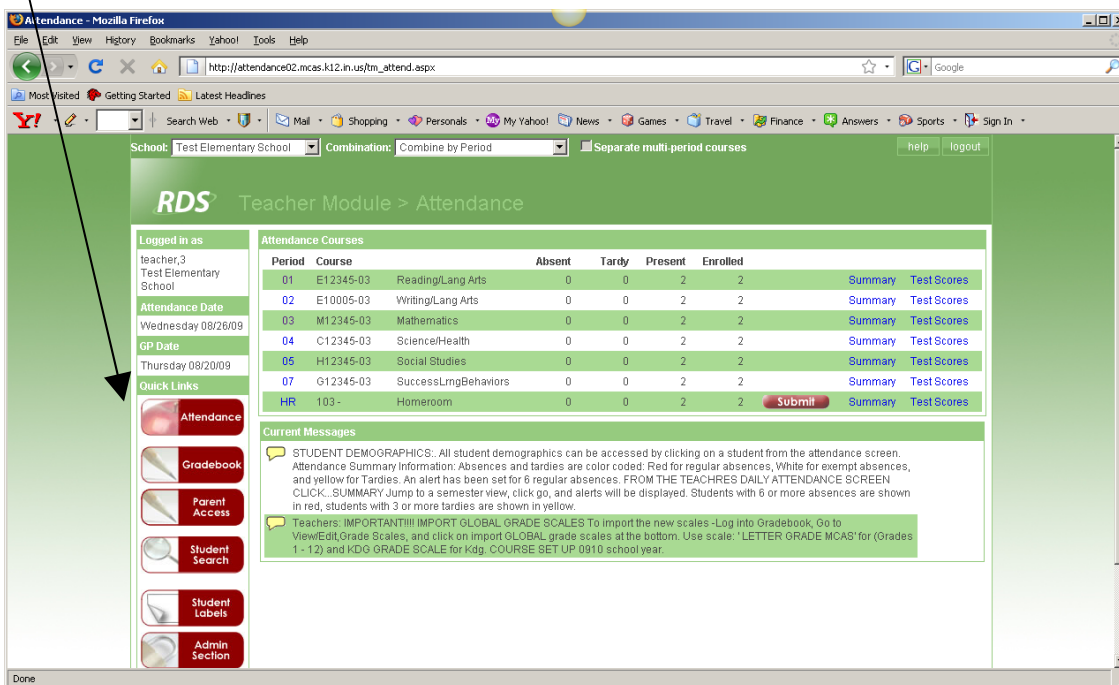 Attendance - Mozilla Firefox
File Edit View History Bookmarks Yahoo! Tools Help
http://attendance02.mcas.k12.in.us/tm_attend.aspx
G Google
Most Visited Getting Started Latest Headlines
Y! Search Web Mail Shopping Personals My Yahoo! News Games Travel Finance Answers Sports Sign In
School: Test Elementary School Combination: Combine by Period Separate multi-period courses help logout
RDS Teacher Module > Attendance
Logged in as
teacher,3
Test Elementary
School
Attendance Date
Wednesday 08/26/09
GP Date
Thursday 08/20/09
Quick Links
Attendance
Gradebook
Parent
Access
Student
Search
Student
Labels
Admin
Section
Attendance Courses
Period Course Absent Tardy Present Enrolled
01 E12345-03 Reading/Lang Arts 0 0 2 2 Summary Test Scores
02 E10005-03 Writing/Lang Arts 0 0 2 2 Summary Test Scores
03 M12345-03 Mathematics 0 0 2 2 Summary Test Scores
04 C12345-03 Science/Health 0 0 2 2 Summary Test Scores
05 H12345-03 Social Studies 0 0 2 2 Summary Test Scores
07 G12345-03 SuccessLrngBehaviors 0 0 2 2 Summary Test Scores
HR 103 - Homeroom 0 0 2 2 Submit Summary Test Scores
Current Messages
STUDENT DEMOGRAPHICS:. All student demographics can be accessed by clicking on a student from the attendance screen.
Attendance Summary Information: Absences and tardies are color coded: Red for regular absences, White for exempt absences,
and yellow for Tardies. An alert has been set for 6 regular absences. FROM THE TEACHRES DAILY ATTENDANCE SCREEN
CLICK...SUMMARY Jump to a semester view, click go, and alerts will be displayed. Students with 6 or more absences are shown
in red, students with 3 or more tardies are shown in yellow.
Teachers: IMPORTANT!!!! IMPORT GLOBAL GRADE SCALES To import the new scales -Log into Gradebook, Go to
View/Edit,Grade Scales, and click on import GLOBAL grade scales at the bottom. Use scale: ' LETTER GRADE MCAS' for (Grades
1 - 12) and KDG GRADE SCALE for Kdg. COURSE SET UP 0910 school year.
Done